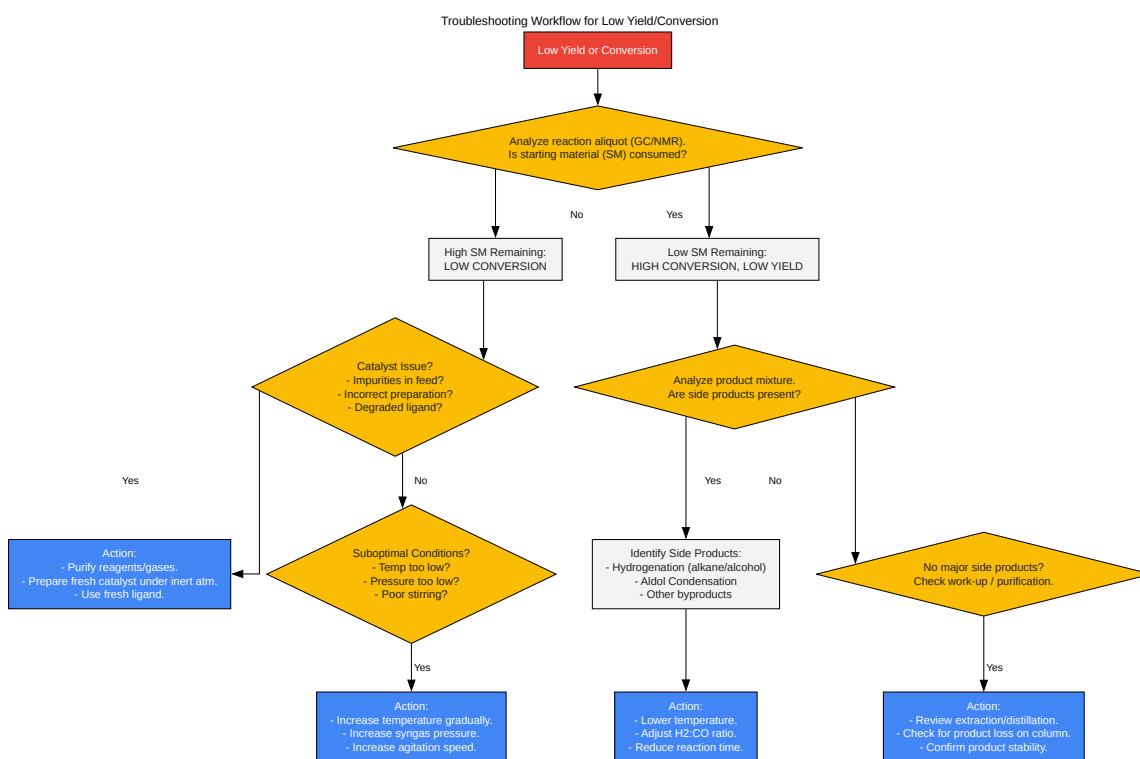 Troubleshooting Workflow for Low Yield/Conversion
Low Yield or Conversion
Analyze reaction aliquot (GC/NMR).
Is starting material (SM) consumed?
No
Yes
High SM Remaining:
LOW CONVERSION
Low SM Remaining:
HIGH CONVERSION, LOW YIELD
Catalyst Issue?
- Impurities in feed?
- Incorrect preparation?
- Degraded ligand?
Analyze product mixture.
Are side products present?
Yes
No
Yes
No
Action:
- Purify reagents/gases.
- Prepare fresh catalyst under inert atm.
- Use fresh ligand.
Suboptimal Conditions?
- Temp too low?
- Pressure too low?
- Poor stirring?
Identify Side Products:
- Hydrogenation (alkane/alcohol)
- Aldol Condensation
- Other byproducts
No major side products?
Check work-up / purification.
Yes
Yes
Action:
- Increase temperature gradually.
- Increase syngas pressure.
- Increase agitation speed.
Action:
- Lower temperature.
- Adjust H2:CO ratio.
- Reduce reaction time.
Action:
- Review extraction/distillation.
- Check for product loss on column.
- Confirm product stability.